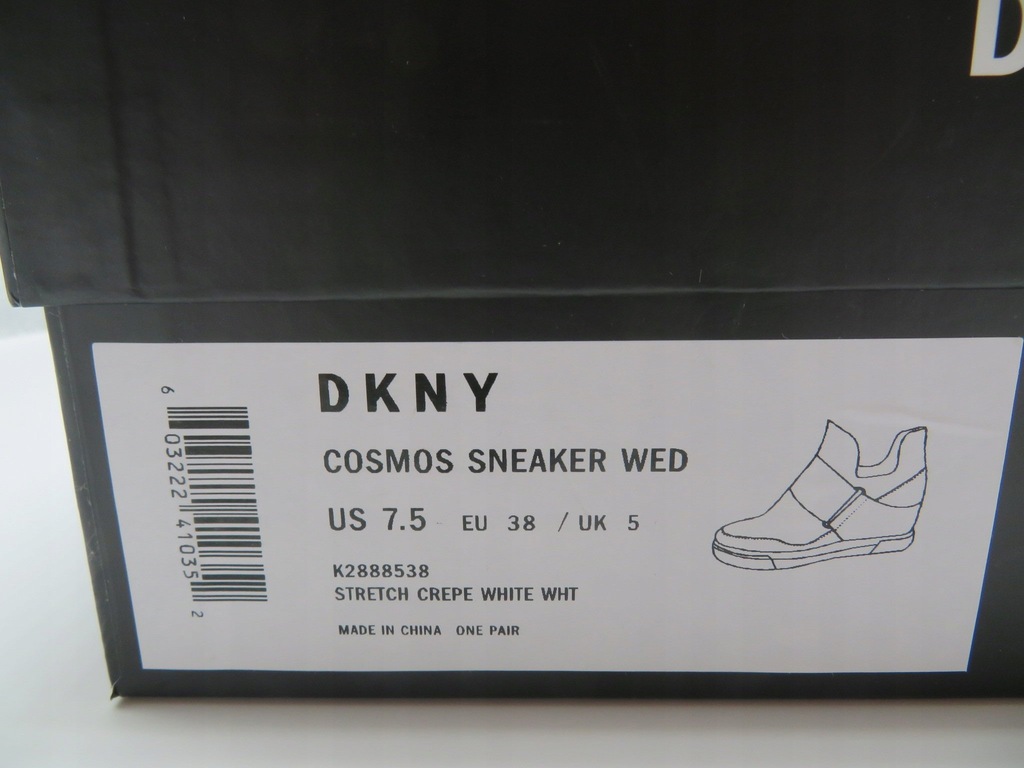 D
DKNY
COSMOS SNEAKER WED
US 7.5 - EU 38 / UK 5
K2888538
STRETCH CREPE WHITE WHT
MADE IN CHINA ONE PAIR
6 03222 41035 2